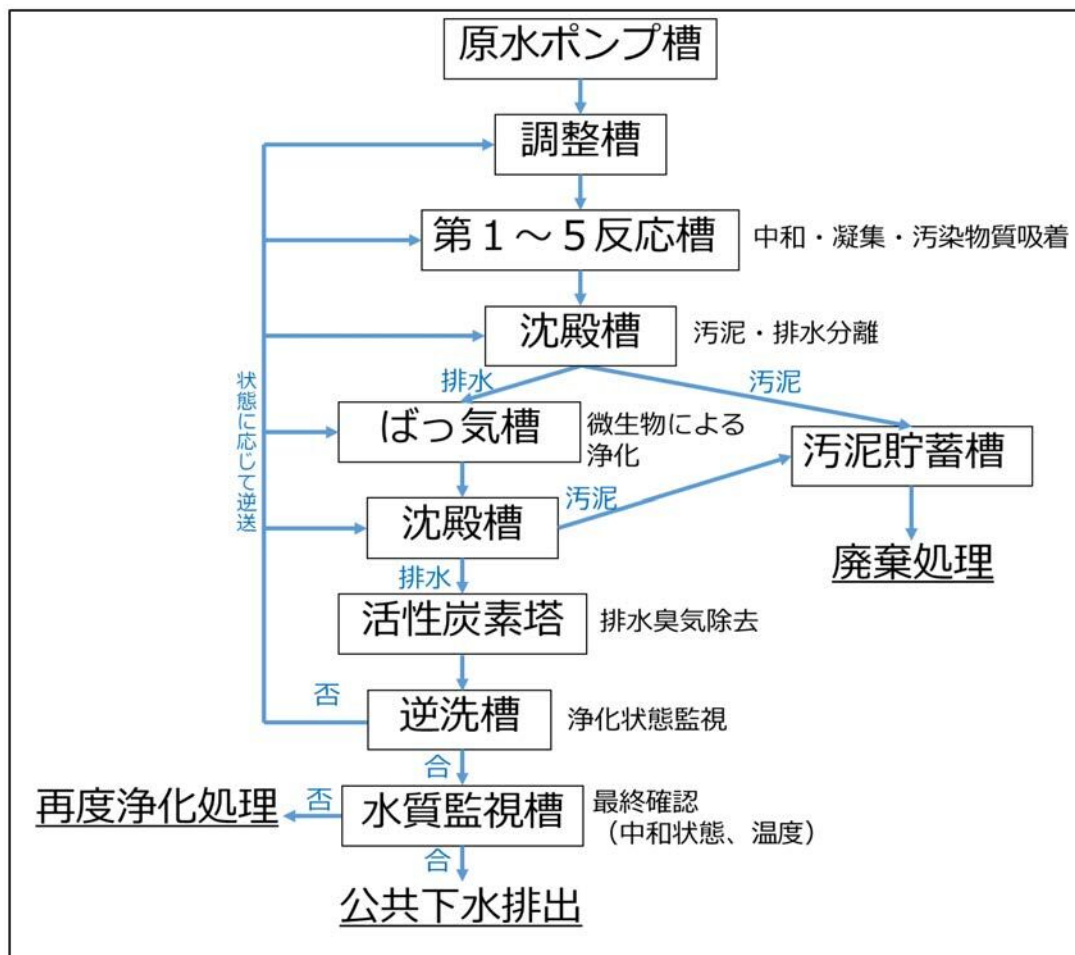 原水ポンプ槽
調整槽
第１～５反応槽
中和・凝集・汚染物質吸着
沈殿槽
汚泥・排水分離
排水
汚泥
ばっ気槽
微生物による
浄化
汚泥貯蓄槽
状態に応じて逆送
汚泥
沈殿槽
廃棄処理
排水
活性炭素塔
排水臭気除去
否
逆洗槽
浄化状態監視
合
再度浄化処理
否
水質監視槽
最終確認
（中和状態、温度）
合
公共下水排出